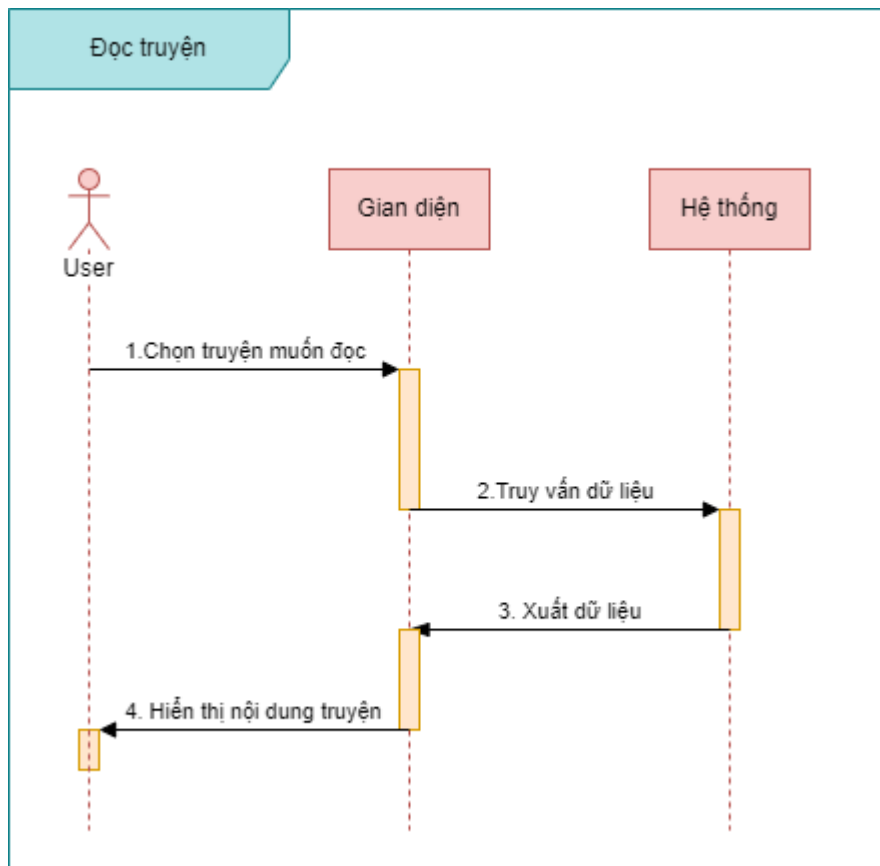 Đọc truyện
User
Gian diện
Hệ thống
1.Chọn truyện muốn đọc
2.Truy vấn dữ liệu
3. Xuất dữ liệu
4. Hiển thị nội dung truyện